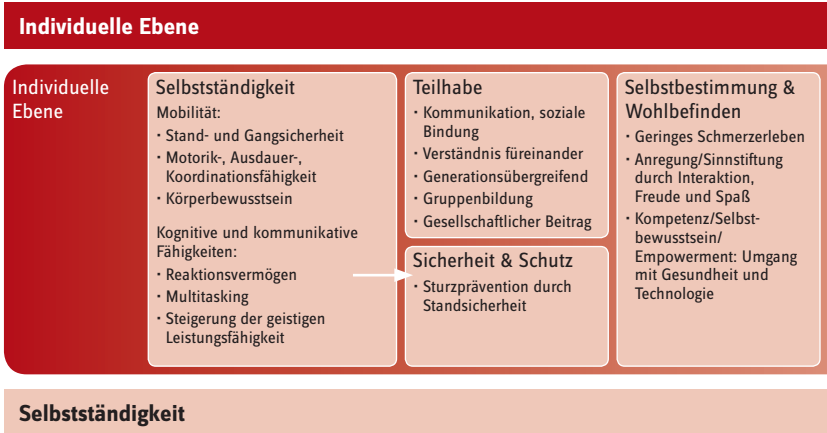 Individuelle Ebene
Individuelle
Ebene
Selbstständigkeit
Mobilität:
· Stand- und Gangsicherheit
· Motorik-, Ausdauer-,
Koordinationsfähigkeit
· Körperbewusstsein
Kognitive und kommunikative
Fähigkeiten:
· Reaktionsvermögen
· Multitasking
· Steigerung der geistigen
Leistungsfähigkeit
Teilhabe
· Kommunikation, soziale
Bindung
· Verständnis füreinander
· Generationsübergreifend
· Gruppenbildung
· Gesellschaftlicher Beitrag
Sicherheit & Schutz
· Sturzprävention durch
Standsicherheit
Selbstbestimmung &
Wohlbefinden
· Geringes Schmerzerleben
· Anregung/Sinnstiftung
durch Interaktion,
Freude und Spaß
· Kompetenz/Selbst-
bewusstsein/
Empowerment: Umgang
mit Gesundheit und
Technologie
Selbstständigkeit